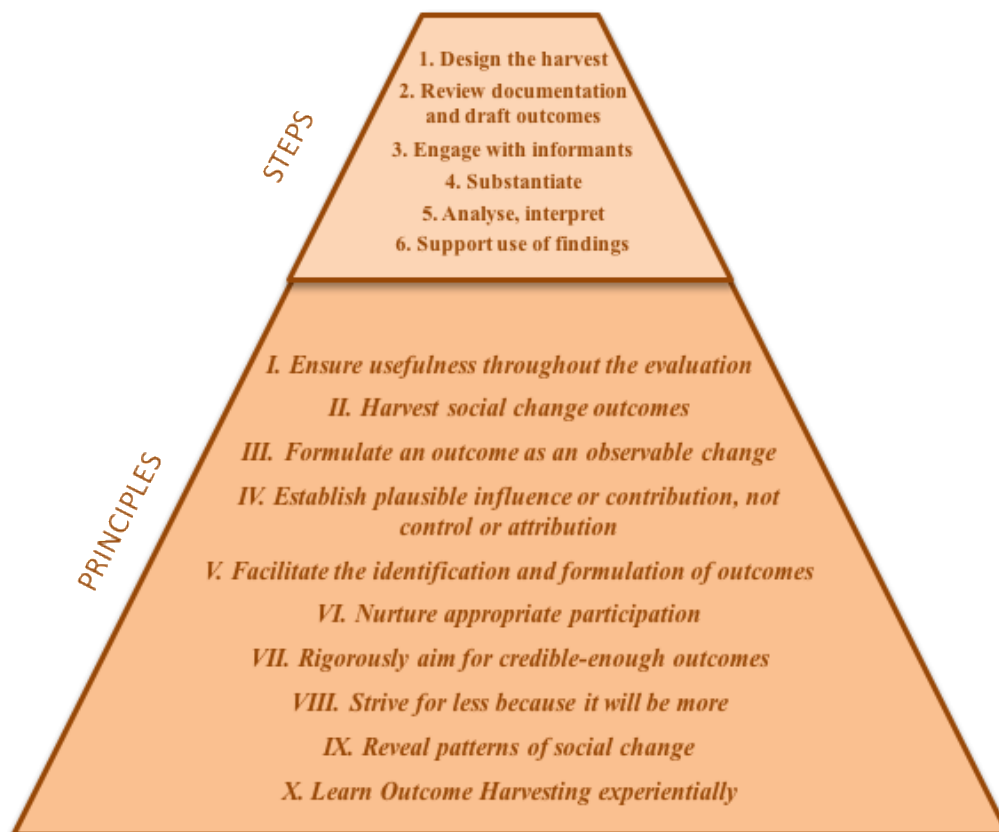 STEPS
1. Design the harvest
2. Review documentation
and draft outcomes
3. Engage with informants
4. Substantiate
5. Analyse, interpret
6. Support use of findings
PRINCIPLES
I. Ensure usefulness throughout the evaluation
II. Harvest social change outcomes
III. Formulate an outcome as an observable change
IV. Establish plausible influence or contribution, not
control or attribution
V. Facilitate the identification and formulation of outcomes
VI. Nurture appropriate participation
VII. Rigorously aim for credible-enough outcomes
VIII. Strive for less because it will be more
IX. Reveal patterns of social change
X. Learn Outcome Harvesting experientially